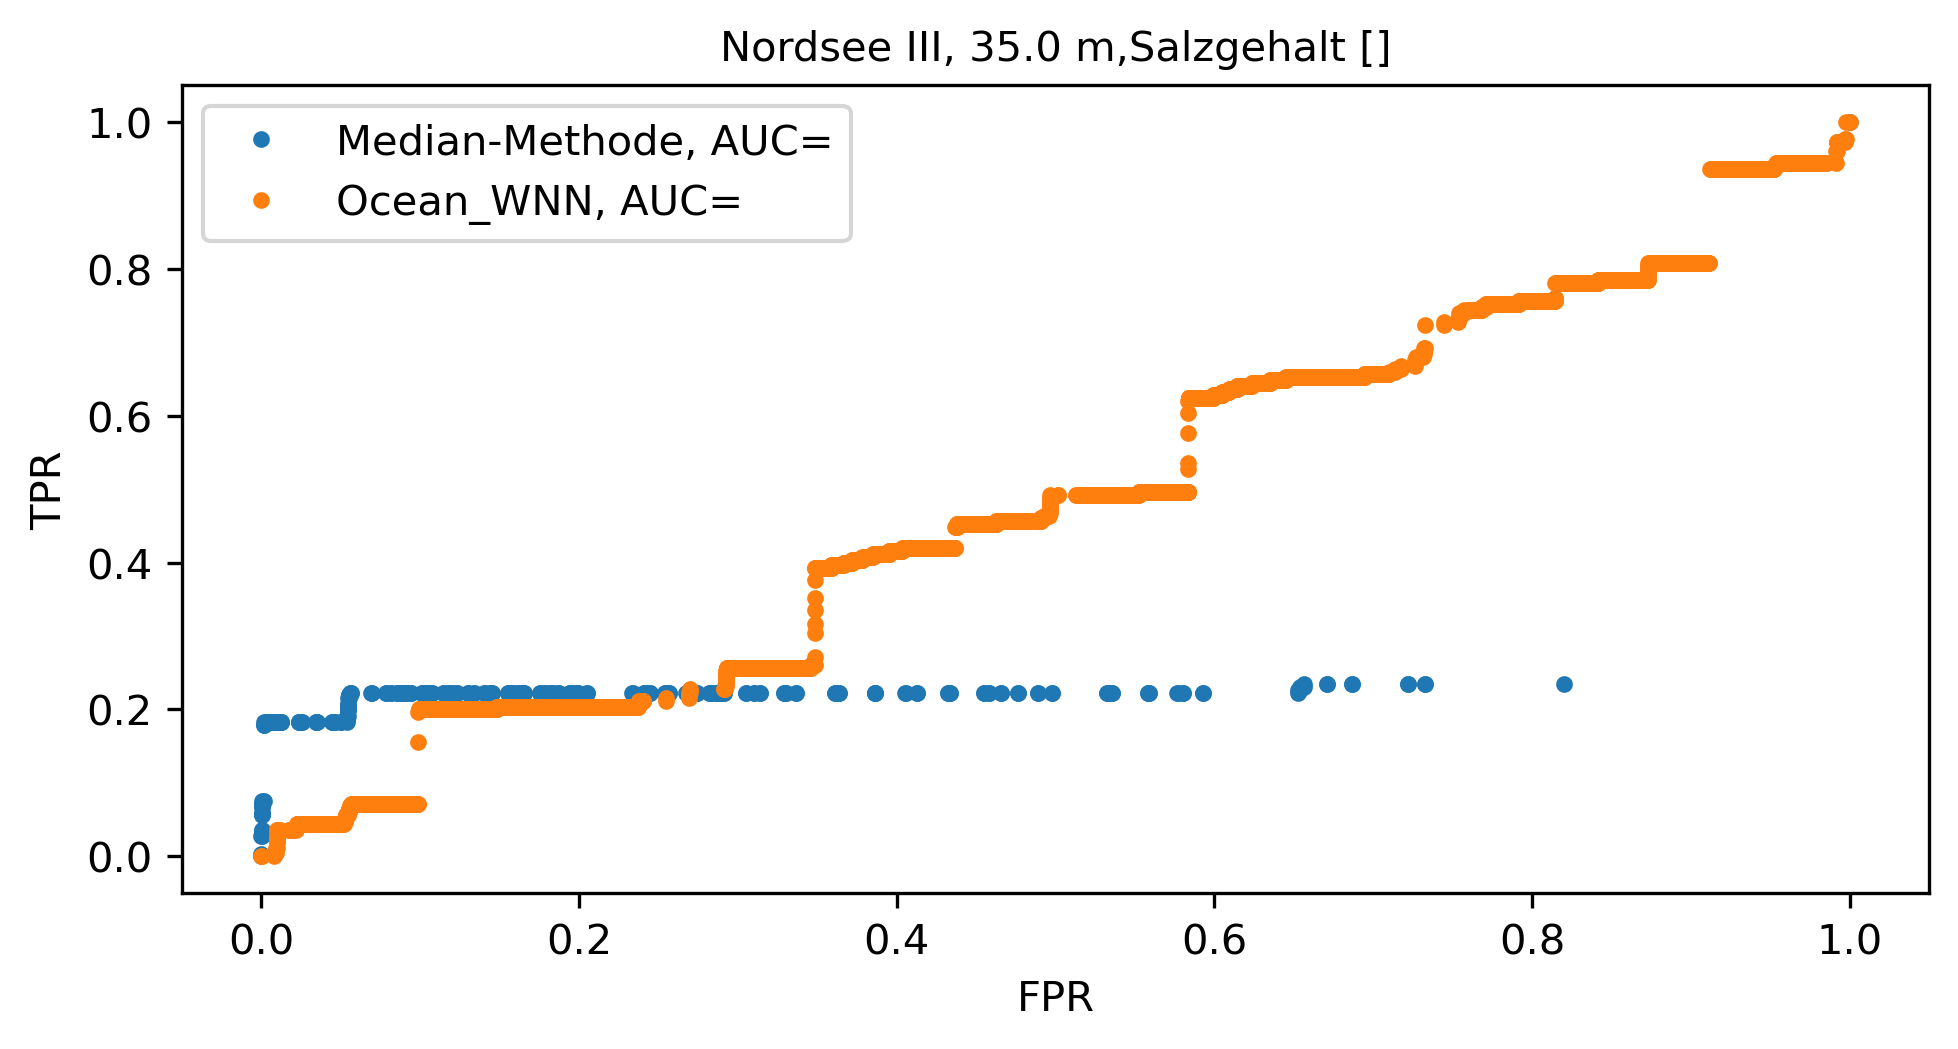 Nordsee III, 35.0 m,Salzgehalt []
Median-Methode, AUC=
Ocean_WNN, AUC=
1.0
0.8
0.6
0.4
0.2
0.0
TPR
0.0 0.2 0.4 0.6 0.8 1.0
FPR